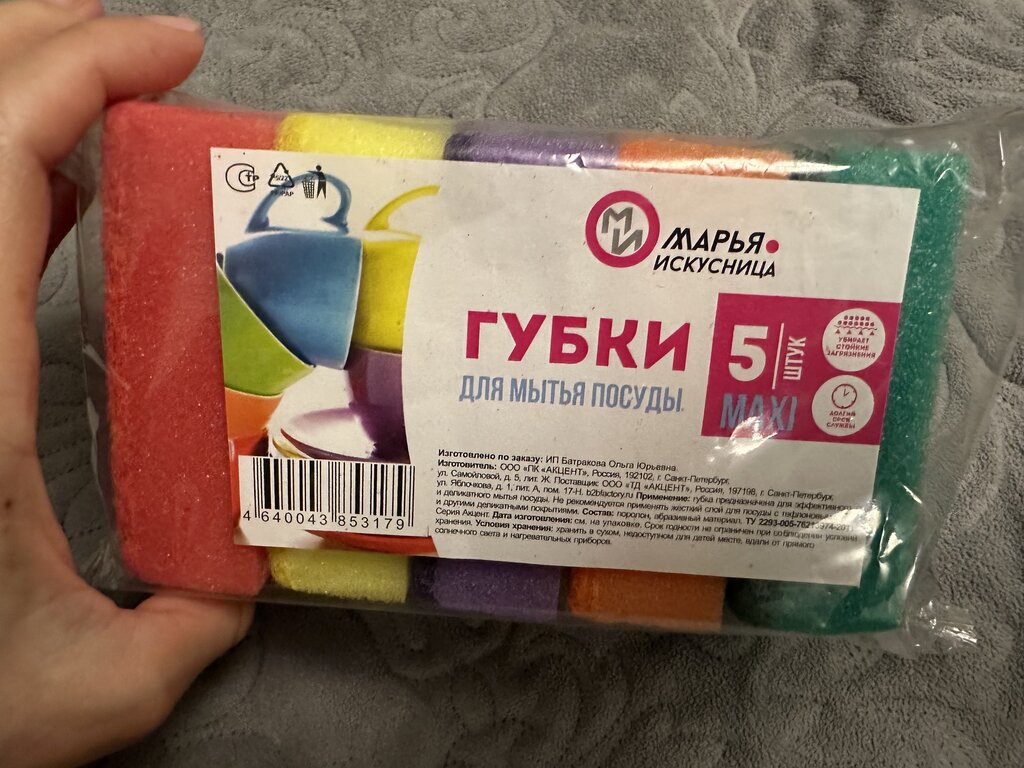 СТР
PAP
МИ
МАРЬЯ
ИСКУСНИЦА
ГУБКИ
ДЛЯ МЫТЬЯ ПОСУДЫ
5 ШТУК
MAXI
УБИРАЕТ
СТОЙКИЕ
ЗАГРЯЗНЕНИЯ
ДОЛГИЙ
СРОК
СЛУЖБЫ
Изготовлено по заказу: ИП Батракова Ольга Юрьевна.
Изготовитель: ООО «ПК «АКЦЕНТ», Россия, 192102, г. Санкт-Петербург,
ул. Самойловой, д. 5, лит. Ж. Поставщик: ООО «ТД «АКЦЕНТ», Россия, 197198, г. Санкт-Петербург,
ул. Яблочкова, д. 1, лит. А, пом. 17-Н. b2bfactory.ru Применение: губка предназначена для эффективного
и деликатного мытья посуды. Не рекомендуется применять жесткий слой для посуды с тефлоновым
и другими деликатными покрытиями. Состав: поролон, абразивный материал. ТУ 2293-005-
Серия Акцент. Дата изготовления: см. на упаковке. Срок годности не ограничен при соблюдении условий
хранения. Условия хранения: хранить в сухом, недоступном для детей месте, вдали от прямого
солнечного света и нагревательных приборов.
4 640043 853179